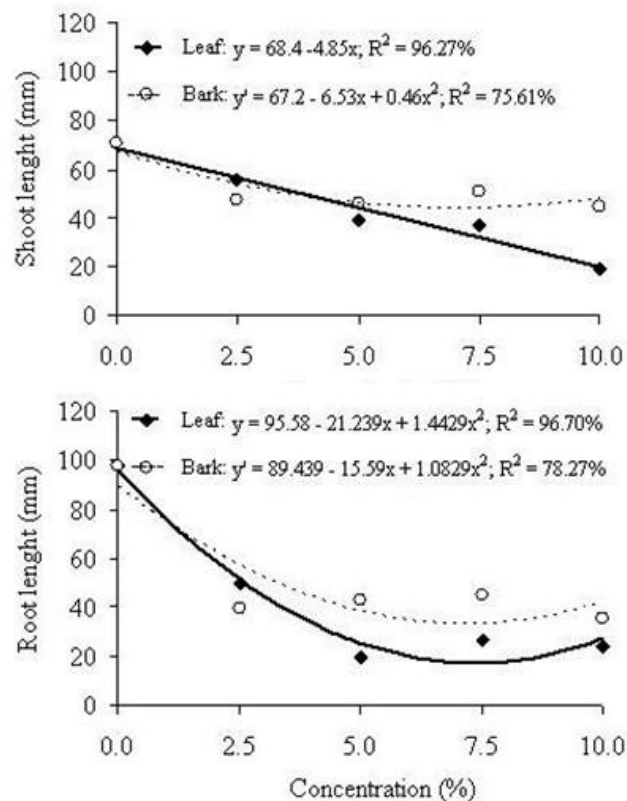 120
100
80
60
40
20
0
Shoot lenght (mm)
Leaf: y = 68.4 -4.85x; R² = 96.27%
Bark: y' = 67.2 - 6.53x + 0.46x²; R² = 75.61%
0.0 2.5 5.0 7.5 10.0
120
100
80
60
40
20
0
Root lenght (mm)
Leaf: y = 95.58 - 21.239x + 1.4429x²; R² = 96.70%
Bark: y' = 89.439 - 15.59x + 1.0829x²; R² = 78.27%
0.0 2.5 5.0 7.5 10.0
Concentration (%)